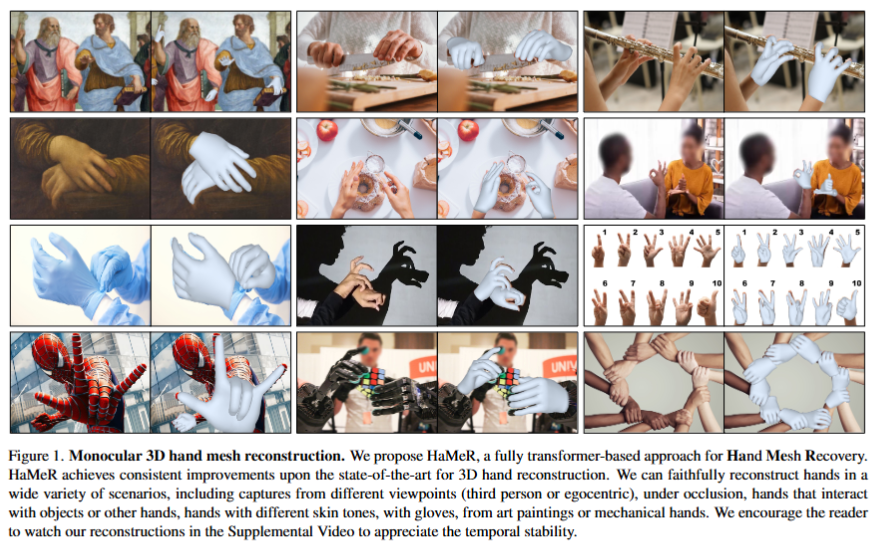 1 2 3 4 5
1 2 3 4 5
6 7 8 9 10
6 7 8 9 10
UNI
UNIV
Figure 1. Monocular 3D hand mesh reconstruction. We propose HaMeR, a fully transformer-based approach for Hand Mesh Recovery.
HaMeR achieves consistent improvements upon the state-of-the-art for 3D hand reconstruction. We can faithfully reconstruct hands in a
wide variety of scenarios, including captures from different viewpoints (third person or egocentric), under occlusion, hands that interact
with objects or other hands, hands with different skin tones, with gloves, from art paintings or mechanical hands. We encourage the reader
to watch our reconstructions in the Supplemental Video to appreciate the temporal stability.